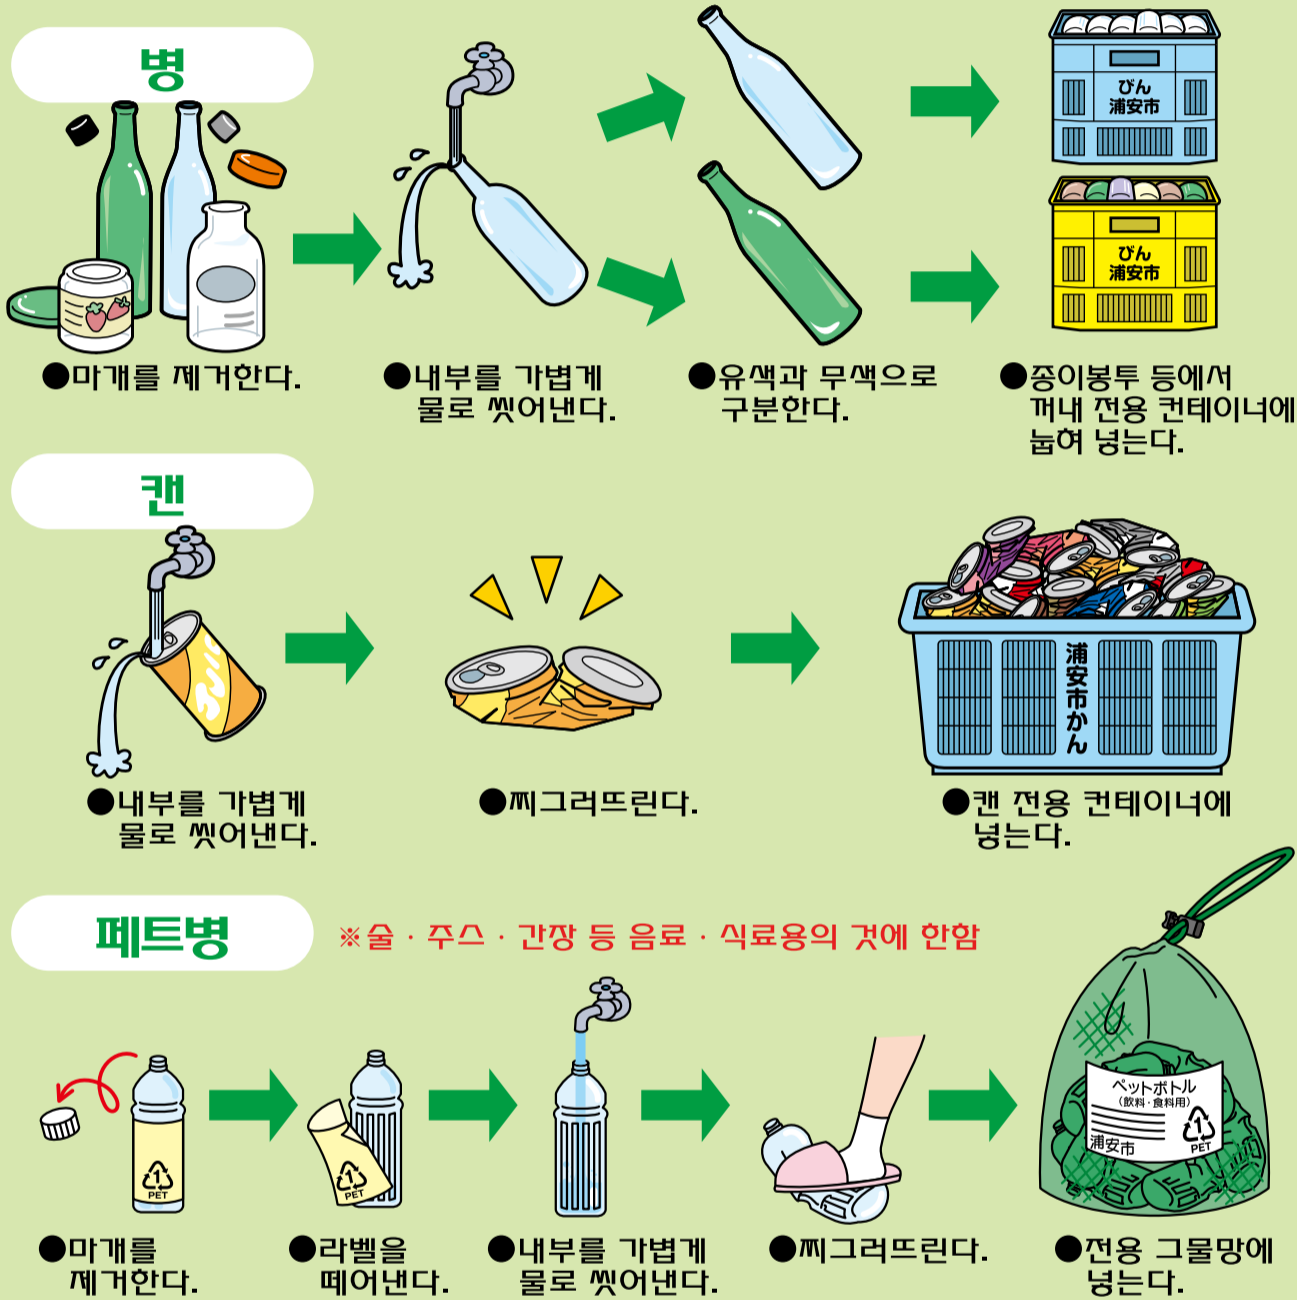 병
びん
浦安市
びん
浦安市
●마개를 제거한다.
●내부를 가볍게
물로 씻어낸다.
●유색과 무색으로
구분한다.
●종이봉투 등에서
꺼내 전용 컨테이너에
눕혀 넣는다.
캔
浦安市かん
●내부를 가볍게
물로 씻어낸다.
●찌그러뜨린다.
●캔 전용 컨테이너에
넣는다.
페트병
※술 · 주스 · 간장 등 음료 · 식료용의 것에 한함
1
PET
1
PET
ペットボトル
（飲料・食料用）
浦安市
1
PET
●마개를
제거한다.
●라벨을
떼어낸다.
●내부를 가볍게
물로 씻어낸다.
●찌그러뜨린다.
●전용 그물망에
넣는다.